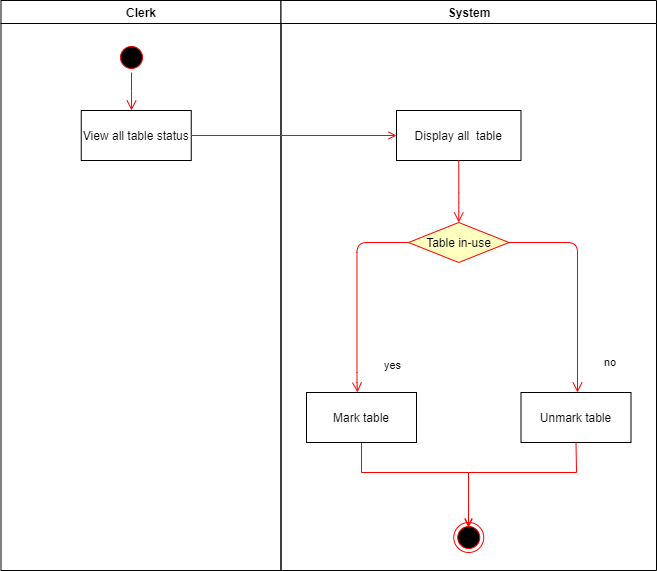 Clerk
System
View all table status
Display all table
Table in-use
yes
no
Mark table
Unmark table